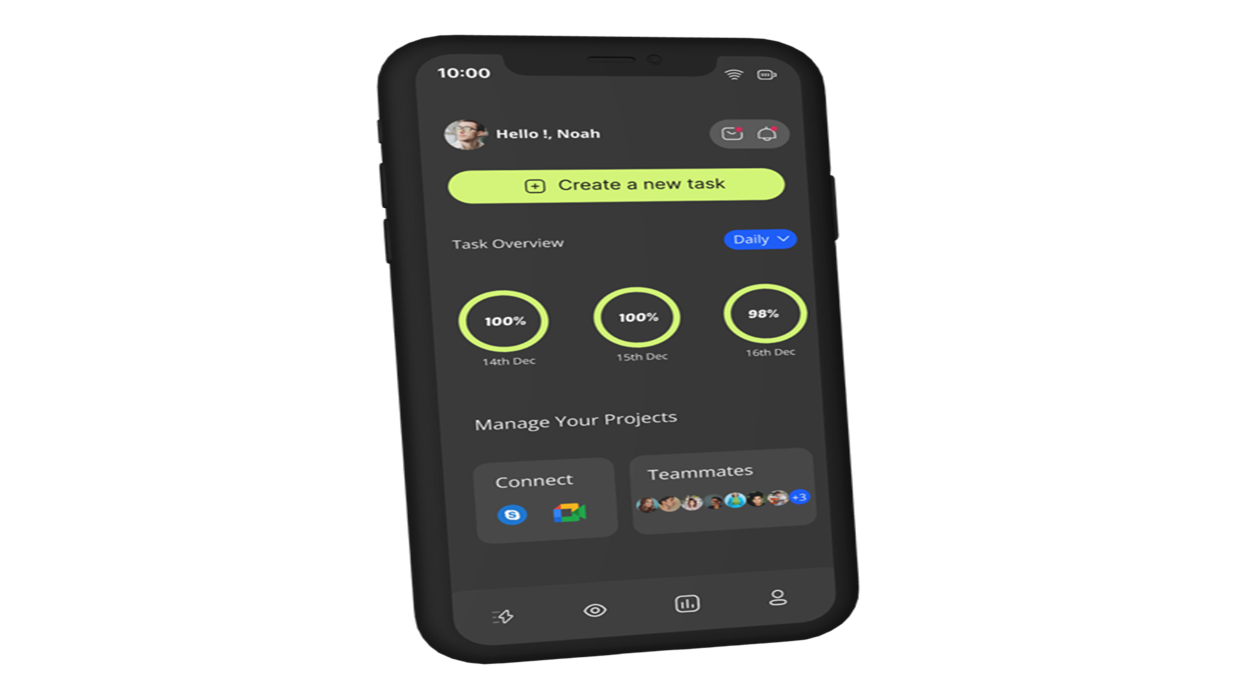 10:00
Hello !, Noah
Create a new task
Task Overview
Daily
100%
100%
98%
14th Dec
15th Dec
16th Dec
Manage Your Projects
Connect
Teammates
S
+3